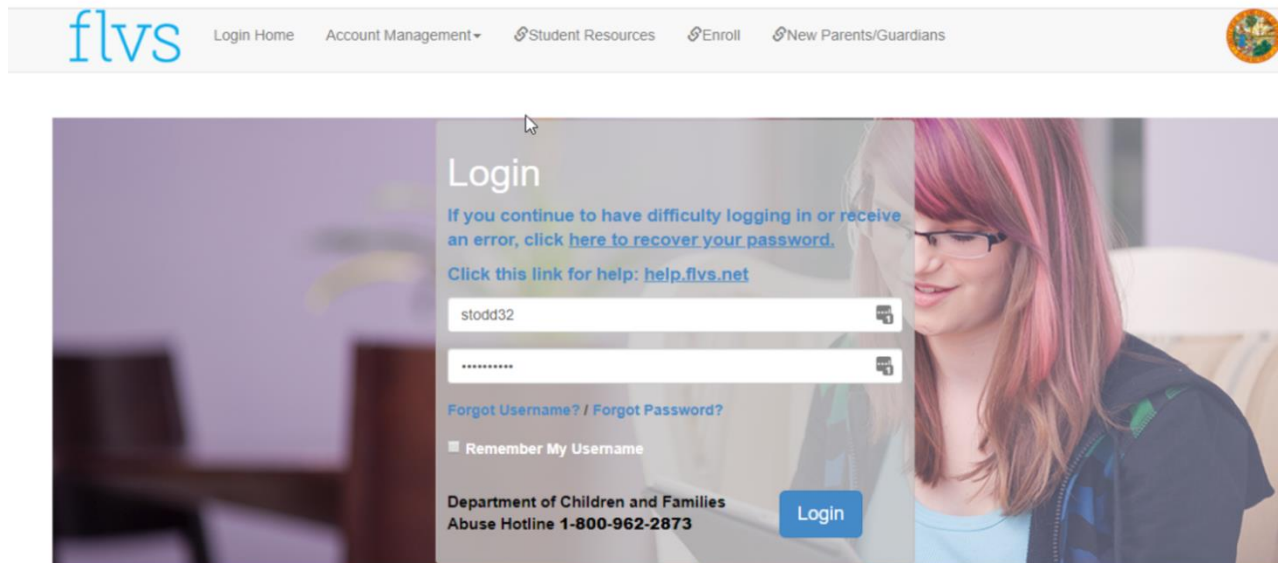 flvs
Login Home Account Management Student Resources Enroll New Parents/Guardians
Login
If you continue to have difficulty logging in or receive
an error, click here to recover your password.
Click this link for help: help.flvs.net
stodd32
••••••••••
Forgot Username? / Forgot Password?
Remember My Username
Department of Children and Families
Abuse Hotline 1-800-962-2873
Login